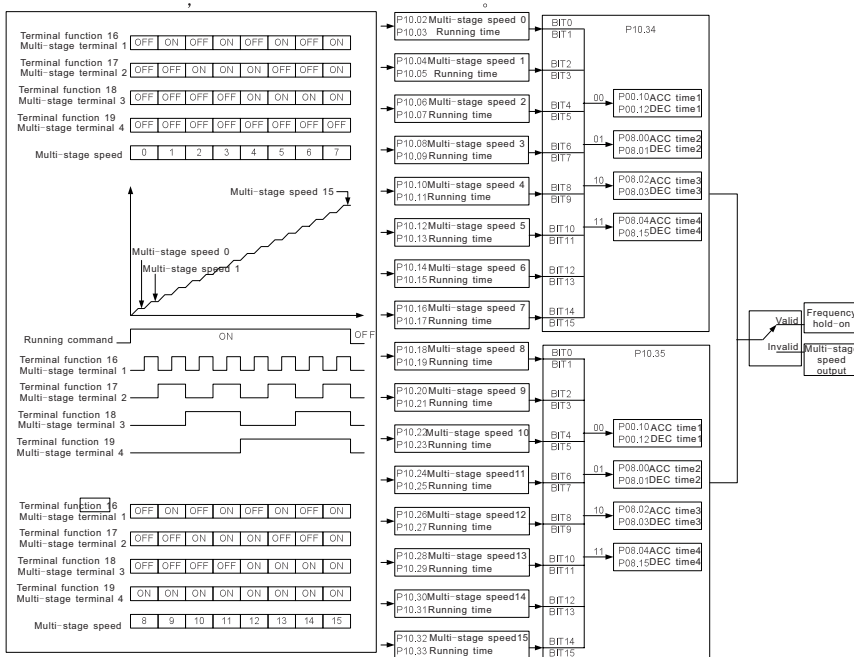 ,
。
Terminal function 16
Multi-stage terminal 1
OFF ON OFF ON OFF ON OFF ON
Terminal function 17
Multi-stage terminal 2
OFF OFF ON ON ON OFF OFF ON
Terminal function 18
Multi-stage terminal 3
OFF OFF OFF OFF ON ON ON ON
Terminal function 19
Multi-stage terminal 4
OFF OFF OFF OFF OFF OFF OFF OFF
Multi-stage speed
0 1 2 3 4 5 6 7
Multi-stage speed 15
Multi-stage speed 0
Multi-stage speed 1
Running command
ON
OFF
Terminal function 16
Multi-stage terminal 1
Terminal function 17
Multi-stage terminal 2
Terminal function 18
Multi-stage terminal 3
Terminal function 19
Multi-stage terminal 4
Terminal function 16
Multi-stage terminal 1
OFF ON OFF ON OFF ON OFF ON
Terminal function 17
Multi-stage terminal 2
OFF OFF ON ON OFF OFF ON
Terminal function 18
Multi-stage terminal 3
OFF OFF OFF OFF ON ON ON ON
Terminal function 19
Multi-stage terminal 4
ON ON ON ON ON ON ON ON
Multi-stage speed
8 9 10 11 12 13 14 15
P10.02 Multi-stage speed 0
P10.03 Running time
P10.04 Multi-stage speed 1
P10.05 Running time
P10.06 Multi-stage speed 2
P10.07 Running time
P10.08 Multi-stage speed 3
P10.09 Running time
P10.10 Multi-stage speed 4
P10.11 Running time
P10.12 Multi-stage speed 5
P10.13 Running time
P10.14 Multi-stage speed 6
P10.15 Running time
P10.16 Multi-stage speed 7
P10.17 Running time
P10.18 Multi-stage speed 8
P10.19 Running time
P10.20 Multi-stage speed 9
P10.21 Running time
P10.22 Multi-stage speed 10
P10.23 Running time
P10.24 Multi-stage speed11
P10.25 Running time
P10.26 Multi-stage speed12
P10.27 Running time
P10.28 Multi-stage speed13
P10.29 Running time
P10.30 Multi-stage speed14
P10.31 Running time
P10.32 Multi-stage speed15
P10.33 Running time
P10.34
BIT0
BIT1
BIT2
BIT3
BIT4
BIT5
BIT6
BIT7
BIT8
BIT9
BIT10
BIT11
BIT12
BIT13
BIT14
BIT15
00
P00.10 ACC time1
P00.12 DEC time1
01
P08.00 ACC time2
P08.01 DEC time2
10
P08.02 ACC time3
P08.03 DEC time3
11
P08.04 ACC time4
P08.15 DEC time4
P10.35
BIT0
BIT1
BIT2
BIT3
BIT4
BIT5
BIT6
BIT7
BIT8
BIT9
BIT10
BIT11
BIT12
BIT13
BIT14
BIT15
00
P00.10 ACC time1
P00.12 DEC time1
01
P08.00 ACC time2
P08.01 DEC time2
10
P08.02 ACC time3
P08.03 DEC time3
11
P08.04 ACC time4
P08.15 DEC time4
Valid
Frequency
hold-on
Invalid
Multi-stage
speed
output